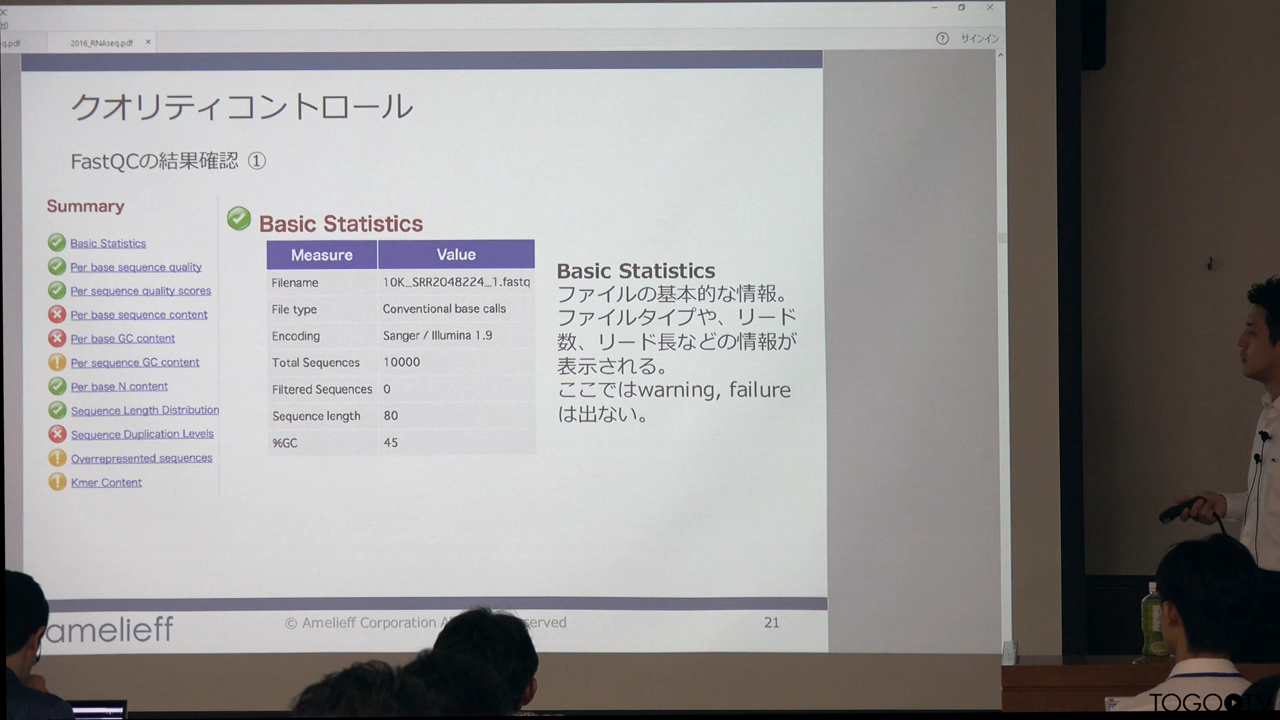 q.pdf
2016_RNAseq.pdf ×
? サインイン
クオリティコントロール
FastQCの結果確認 ①
Summary
Basic Statistics
Per base sequence quality
Per sequence quality scores
Per base sequence content
Per base GC content
Per sequence GC content
Per base N content
Sequence Length Distribution
Sequence Duplication Levels
Overrepresented sequences
Kmer Content
Basic Statistics
Measure Value
Filename 10K_SRR2048224_1.fastq
File type Conventional base calls
Encoding Sanger / Illumina 1.9
Total Sequences 10000
Filtered Sequences 0
Sequence length 80
%GC 45
Basic Statistics
ファイルの基本的な情報。
ファイルタイプや、リード
数、リード長などの情報が
表示される。
ここではwarning, failure
は出ない。
amelieff
© Amelieff Corporation A served
21
TOGO TV